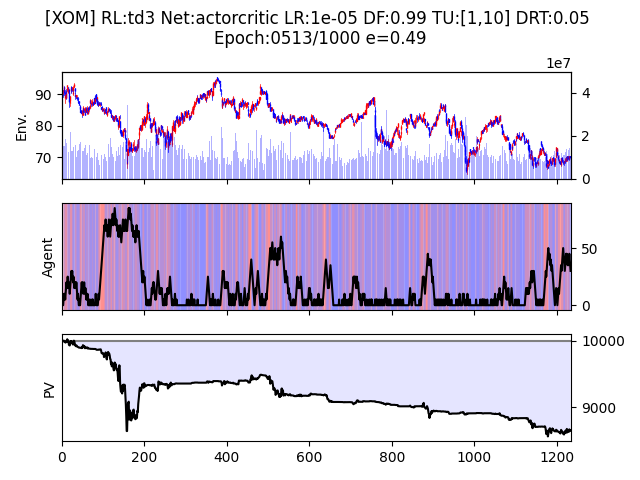 [XOM] RL:td3 Net:actorcritic LR:1e-05 DF:0.99 TU:[1,10] DRT:0.05
Epoch:0513/1000 e=0.49
1e7
Env.
90
80
70
4
2
0
Agent
50
0
PV
10000
9000
0
200
400
600
800
1000
1200